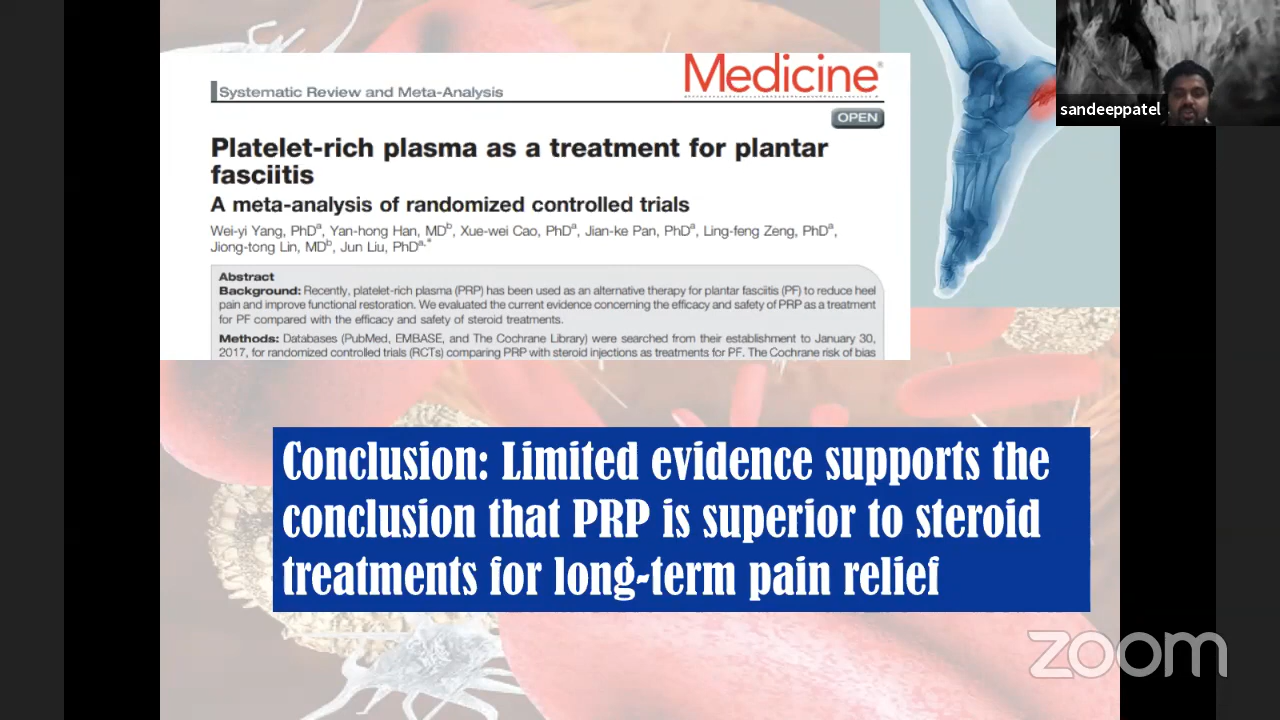 Medicine®
Systematic Review and Meta-Analysis
OPEN
Platelet-rich plasma as a treatment for plantar
fasciitis
A meta-analysis of randomized controlled trials
Wei-yi Yang, PhDa, Yan-hong Han, MDb, Xue-wei Cao, PhDa, Jian-ke Pan, PhDa, Ling-feng Zeng, PhDa,
Jiong-tong Lin, MDb, Jun Liu, PhDa,*
Abstract
Background: Recently, platelet-rich plasma (PRP) has been used as an alternative therapy for plantar fasciitis (PF) to reduce heel
pain and improve functional restoration. We evaluated the current evidence concerning the efficacy and safety of PRP as a treatment
for PF compared with the efficacy and safety of steroid treatments.
Methods: Databases (PubMed, EMBASE, and The Cochrane Library) were searched from their establishment to January 30,
2017, for randomized controlled trials (RCTs) comparing PRP with steroid injections as treatments for PF. The Cochrane risk of bias
sandeeppatel
Conclusion: Limited evidence supports the
conclusion that PRP is superior to steroid
treatments for long-term pain relief
zoom